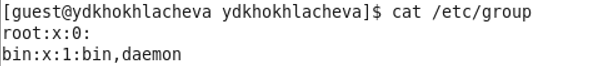 [guest@ydkhokhlacheva ydkhokhlacheva]$ cat /etc/group
root:x:0:
bin:x:1:bin,daemon